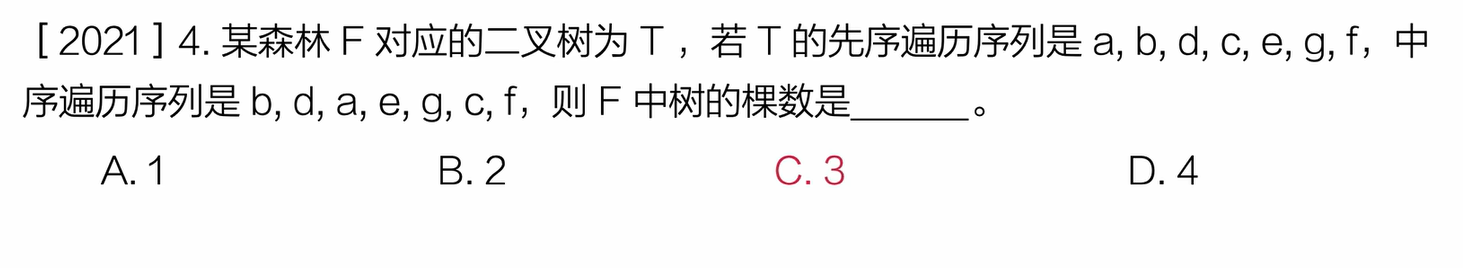 [ 2021 ] 4. 某森林 F 对应的二叉树为 T ，若 T 的先序遍历序列是 a, b, d, c, e, g, f，中
序遍历序列是 b, d, a, e, g, c, f，则 F 中树的棵数是______。
A. 1 B. 2 C. 3 D. 4